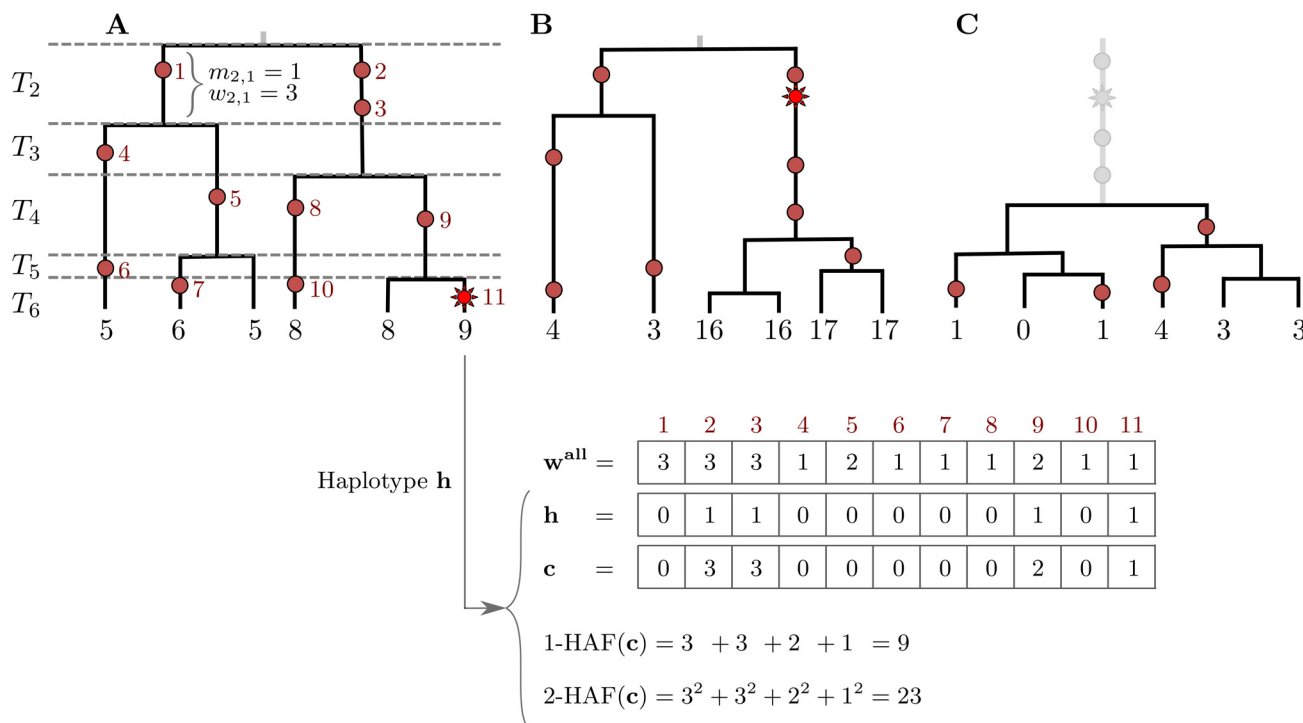 A B C
T2
m2,1 = 1
w2,1 = 3
1 2
3
T3
4
5
T4
8
9
T5
6
7
10
T6
11
5 6 5 8 8 9
4 3 16 16 17 17
1 0 1 4 3 3
Haplotype h
1 2 3 4 5 6 7 8 9 10 11
w^all = 3 3 3 1 2 1 1 1 2 1 1
h = 0 1 1 0 0 0 0 0 1 0 1
c = 0 3 3 0 0 0 0 0 2 0 1
1-HAF(c) = 3 + 3 + 2 + 1 = 9
2-HAF(c) = 3² + 3² + 2² + 1² = 23